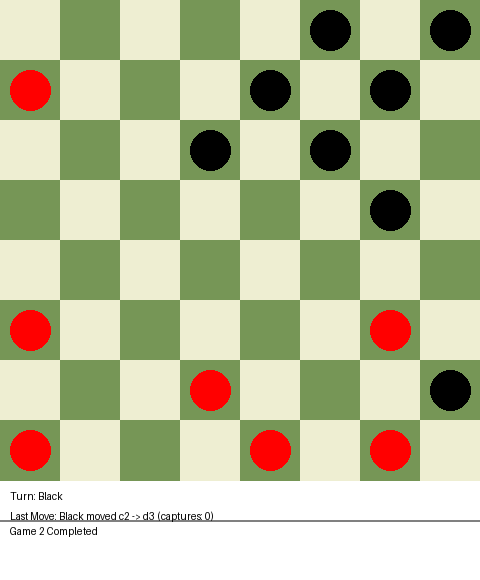 Turn: Black
Last Move: Black moved c2 -> d3 (captures: 0)
Game 2 Completed